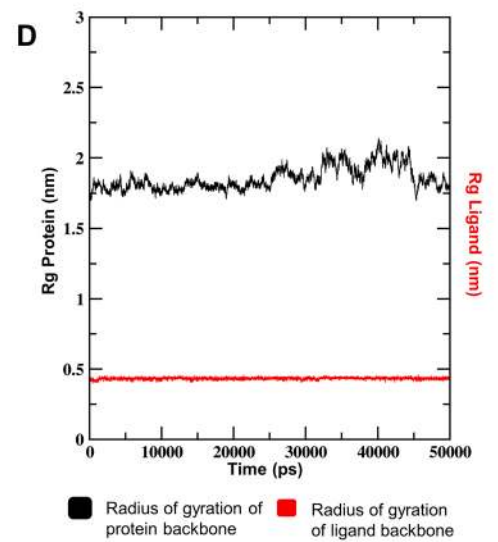 D
3
2.5
2
1.5
1
0.5
0
Rg Protein (nm)
Rg Ligand (nm)
0 10000 20000 30000 40000 50000
Time (ps)
Radius of gyration of
protein backbone
Radius of gyration
of ligand backbone